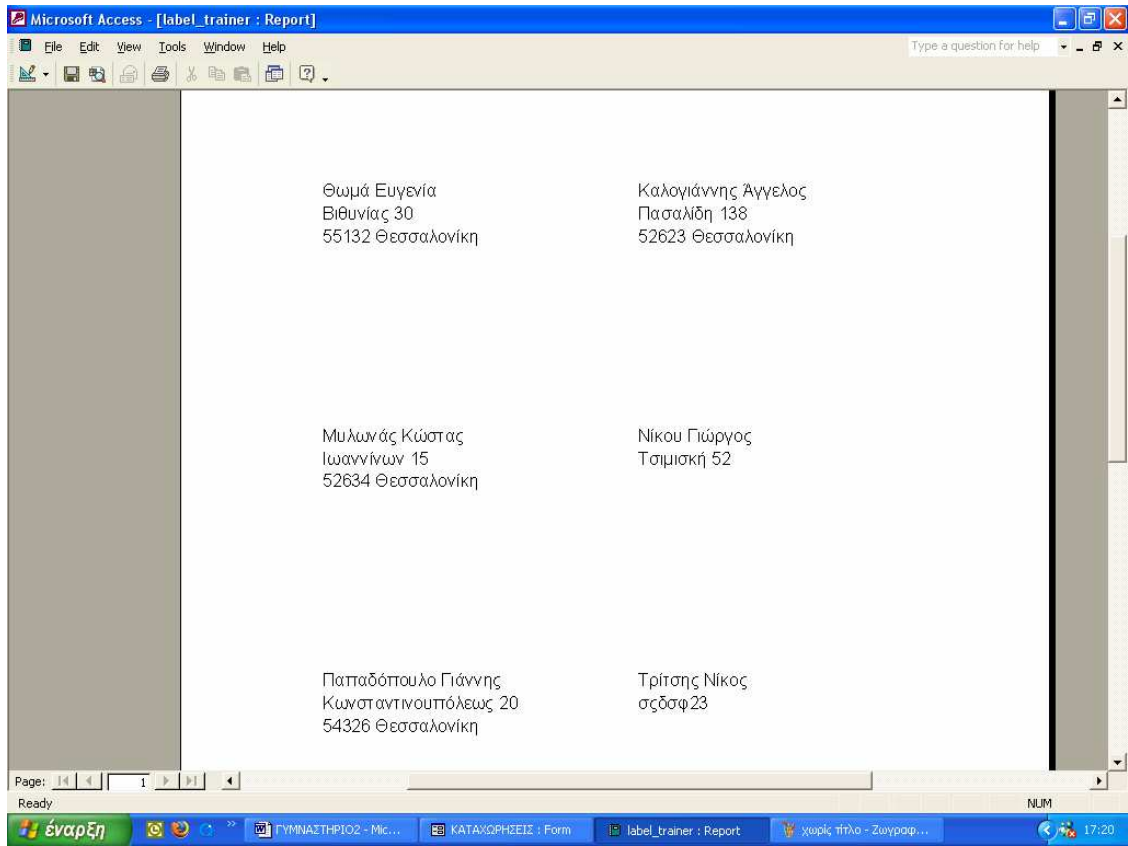 Microsoft Access - [label_trainer : Report]
File Edit View Tools Window Help Type a question for help
Θωμά Ευγενία
Βιθυνίας 30
55132 Θεσσαλονίκη
Καλογιάννης Άγγελος
Πασαλίδη 138
52623 Θεσσαλονίκη
Μυλωνάς Κώστας
Ιωαννίνων 15
52634 Θεσσαλονίκη
Νίκου Γιώργος
Τσιμισκή 52
Παπαδόπουλο Γιάννης
Κωνσταντινουπόλεως 20
54326 Θεσσαλονίκη
Τρίτσης Νίκος
σςδσφ23
Page: 1
Ready NUM
έναρξη » ΓΥΜΝΑΣΤΗΡΙΟ2 - Mic... ΚΑΤΑΧΩΡΗΣΕΙΣ : Form label_trainer : Report χωρίς τίτλο - Ζωγραφ... 17:20